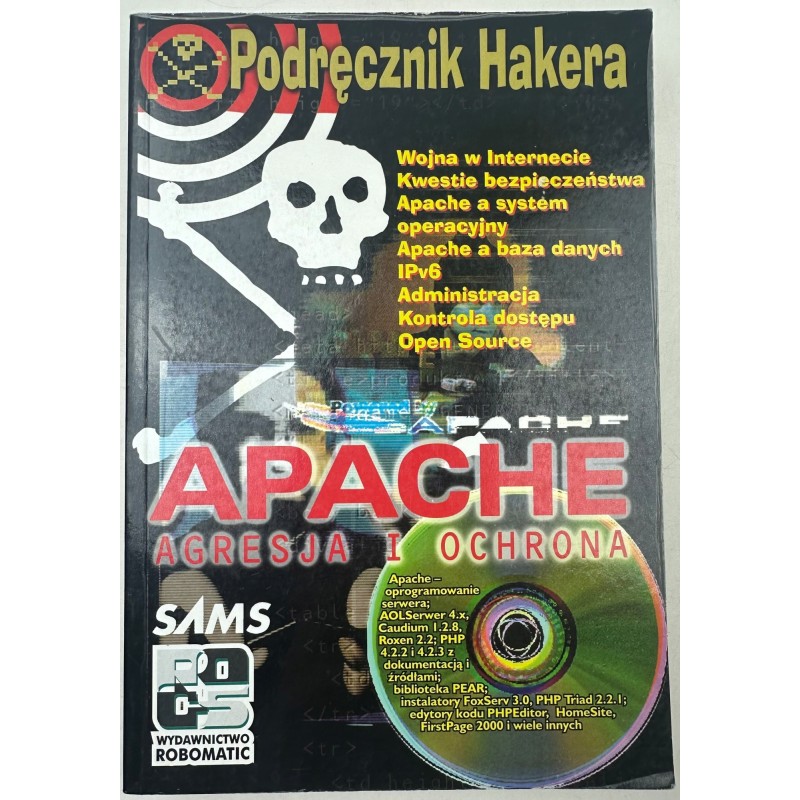 Podręcznik Hakera
Wojna w Internecie
Kwestie bezpieczeństwa
Apache a system
operacyjny
Apache a baza danych
IPv6
Administracja
Kontrola dostępu
Open Source
APACHE
APACHE
AGRESJA I OCHRONA
Apache –
oprogramowanie
serwera;
AOLSerwer 4.x,
Caudium 1.2.8,
Roxen 2.2; PHP
4.2.2 i 4.2.3 z
dokumentacją i
źródłami;
biblioteka PEAR;
instalatory FoxServ 3.0, PHP Triad 2.2.1;
edytory kodu PHPEditor, HomeSite,
FirstPage 2000 i wiele innych
SAMS
WYDAWNICTWO
ROBOMATIC